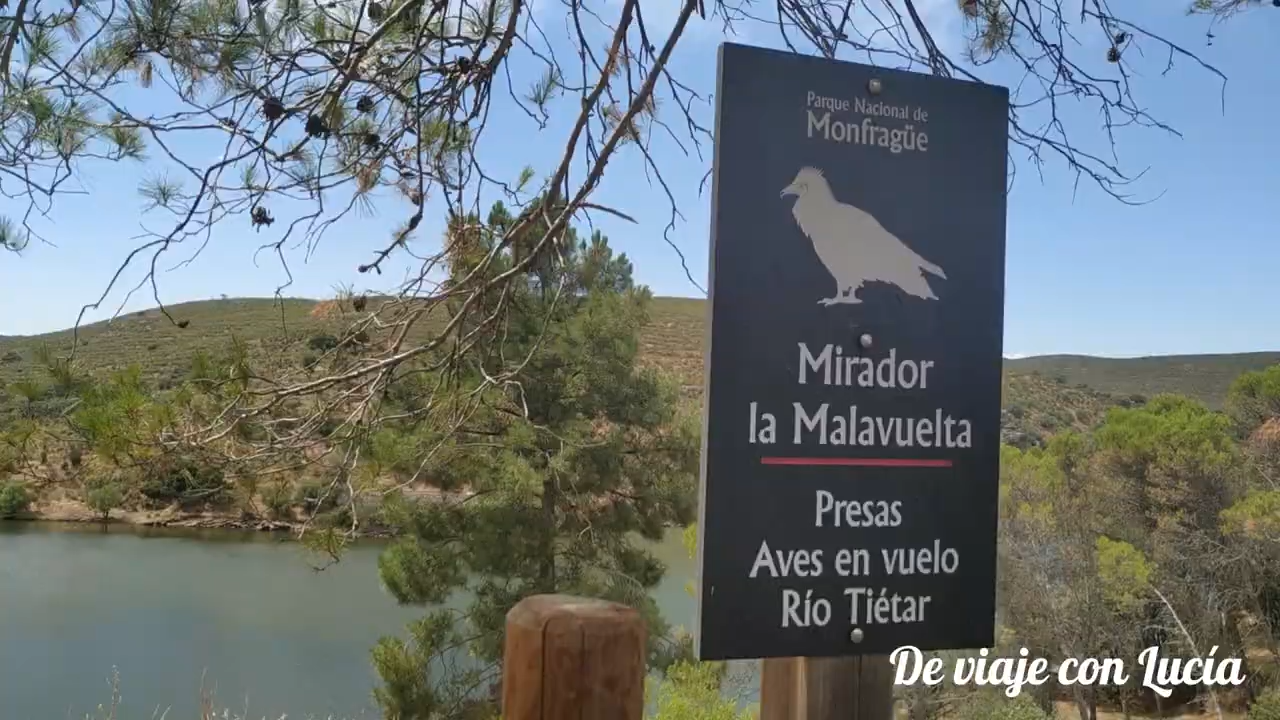 Parque Nacional de
Monfragüe
Mirador
la Malavuelta
Presas
Aves en vuelo
Río Tiétar
De viaje con Lucía